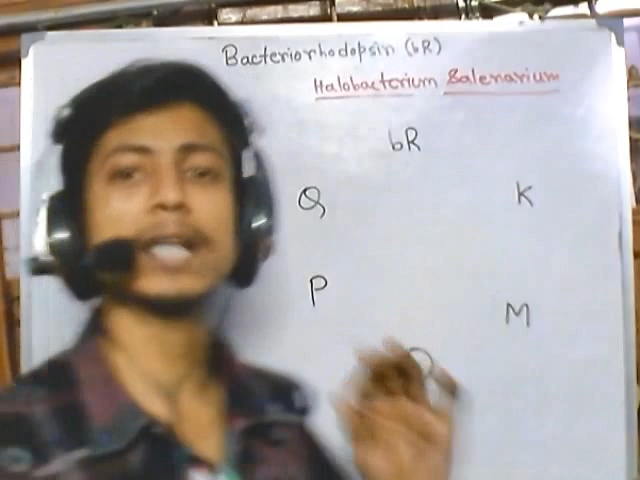 Bacteriorhodopsin (bR)
Halobacterium Salenarium
bR
Q K
P M